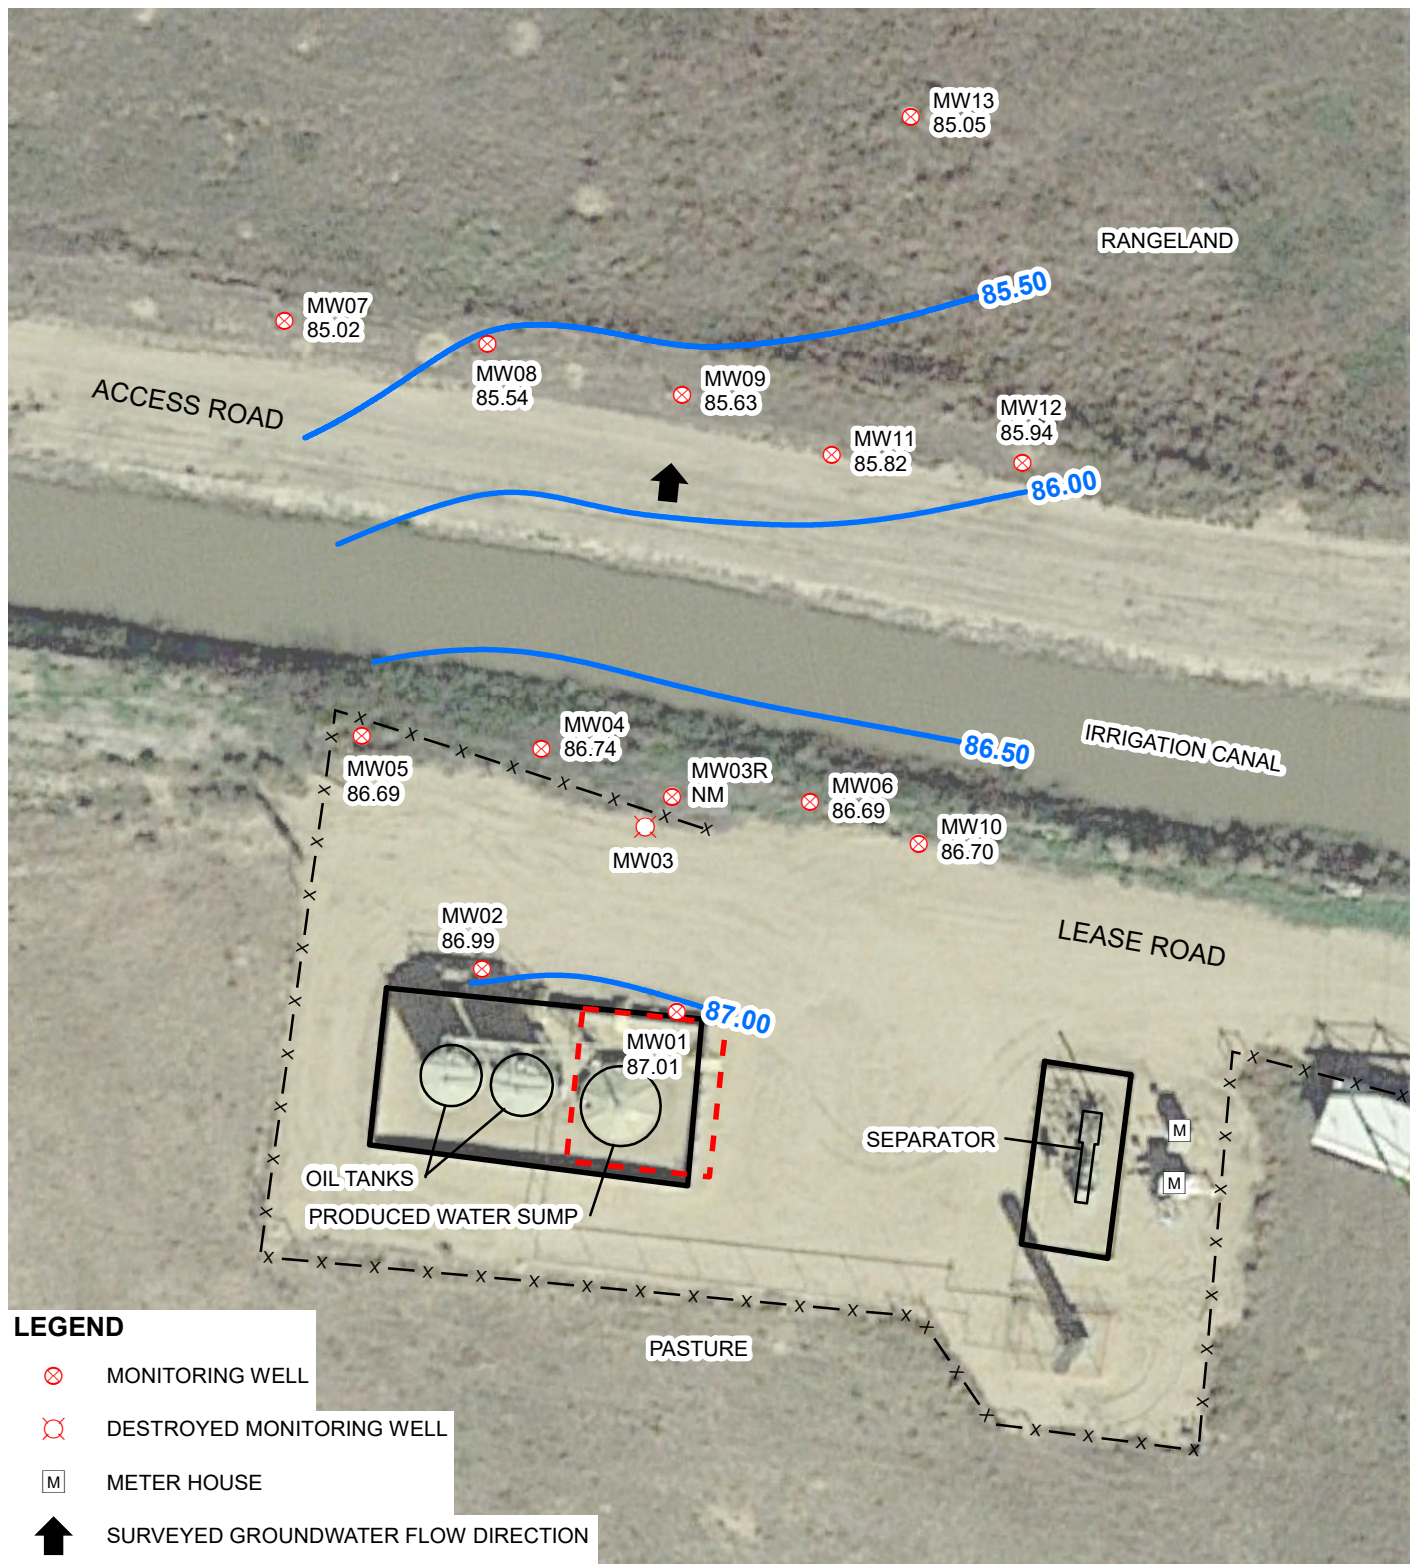 MW13
85.05
RANGELAND
85.50
MW07
85.02
MW08
85.54
MW09
85.63
ACCESS ROAD
MW12
85.94
MW11
85.82
86.00
86.50
IRRIGATION CANAL
MW04
86.74
MW05
86.69
MW03R
NM
MW06
86.69
MW10
86.70
MW03
MW02
86.99
LEASE ROAD
87.00
MW01
87.01
SEPARATOR
M
M
OIL TANKS
PRODUCED WATER SUMP
PASTURE
LEGEND
MONITORING WELL
DESTROYED MONITORING WELL
M METER HOUSE
SURVEYED GROUNDWATER FLOW DIRECTION